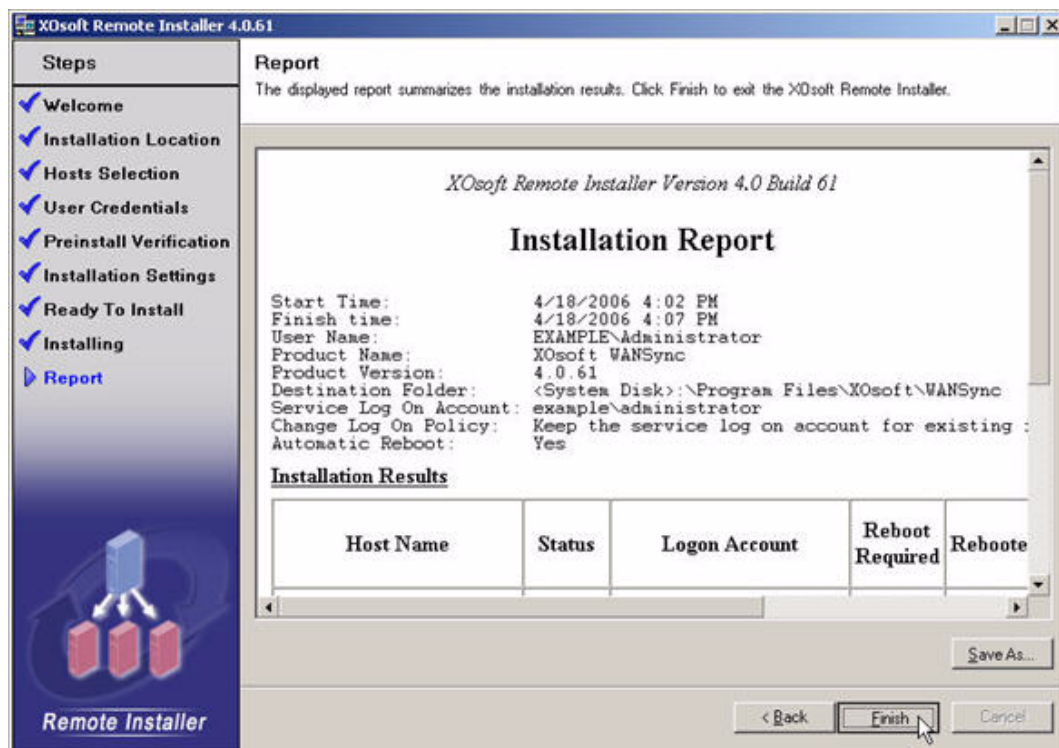 XOsoft Remote Installer 4.0.61
Steps
Welcome
Installation Location
Hosts Selection
User Credentials
Preinstall Verification
Installation Settings
Ready To Install
Installing
Report
Remote Installer
Report
The displayed report summarizes the installation results. Click Finish to exit the XOsoft Remote Installer.
XOsoft Remote Installer Version 4.0 Build 61
Installation Report
Start Time: 4/18/2006 4:02 PM
Finish time: 4/18/2006 4:07 PM
User Name: EXAMPLE\Administrator
Product Name: XOsoft WANSync
Product Version: 4.0.61
Destination Folder: <System Disk>:\Program Files\XOsoft\WANSync
Service Log On Account: example\administrator
Change Log On Policy: Keep the service log on account for existing
Automatic Reboot: Yes
Installation Results
Host Name Status Logon Account Reboot Required Reboote
Save As...
< Back Finish Cancel